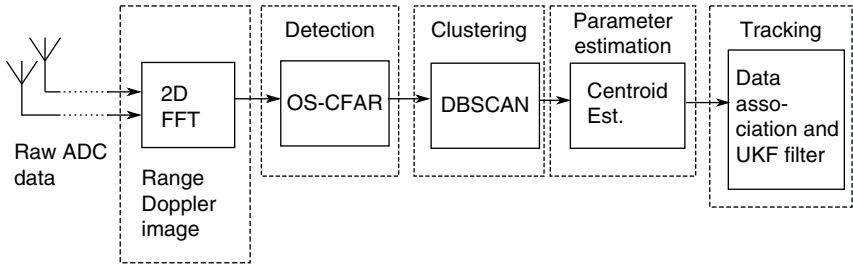 Raw ADC
data
2D
FFT
Range
Doppler
image
Detection
OS-CFAR
Clustering
DBSCAN
Parameter
estimation
Centroid
Est.
Tracking
Data
asso-
ciation and
UKF filter